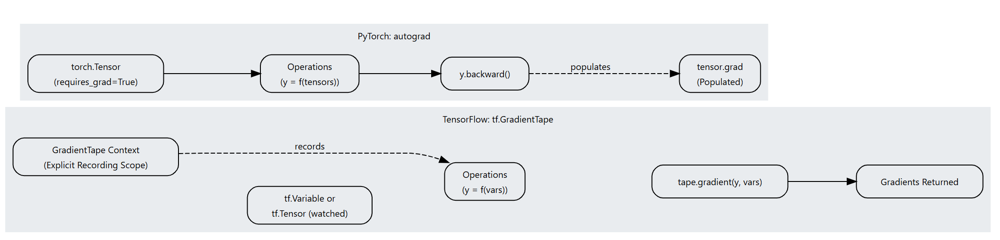 PyTorch: autograd
torch.Tensor
(requires_grad=True)
Operations
(y = f(tensors))
y.backward()
populates
tensor.grad
(Populated)
TensorFlow: tf.GradientTape
GradientTape Context
(Explicit Recording Scope)
records
tf.Variable or
tf.Tensor (watched)
Operations
(y = f(vars))
tape.gradient(y, vars)
Gradients Returned